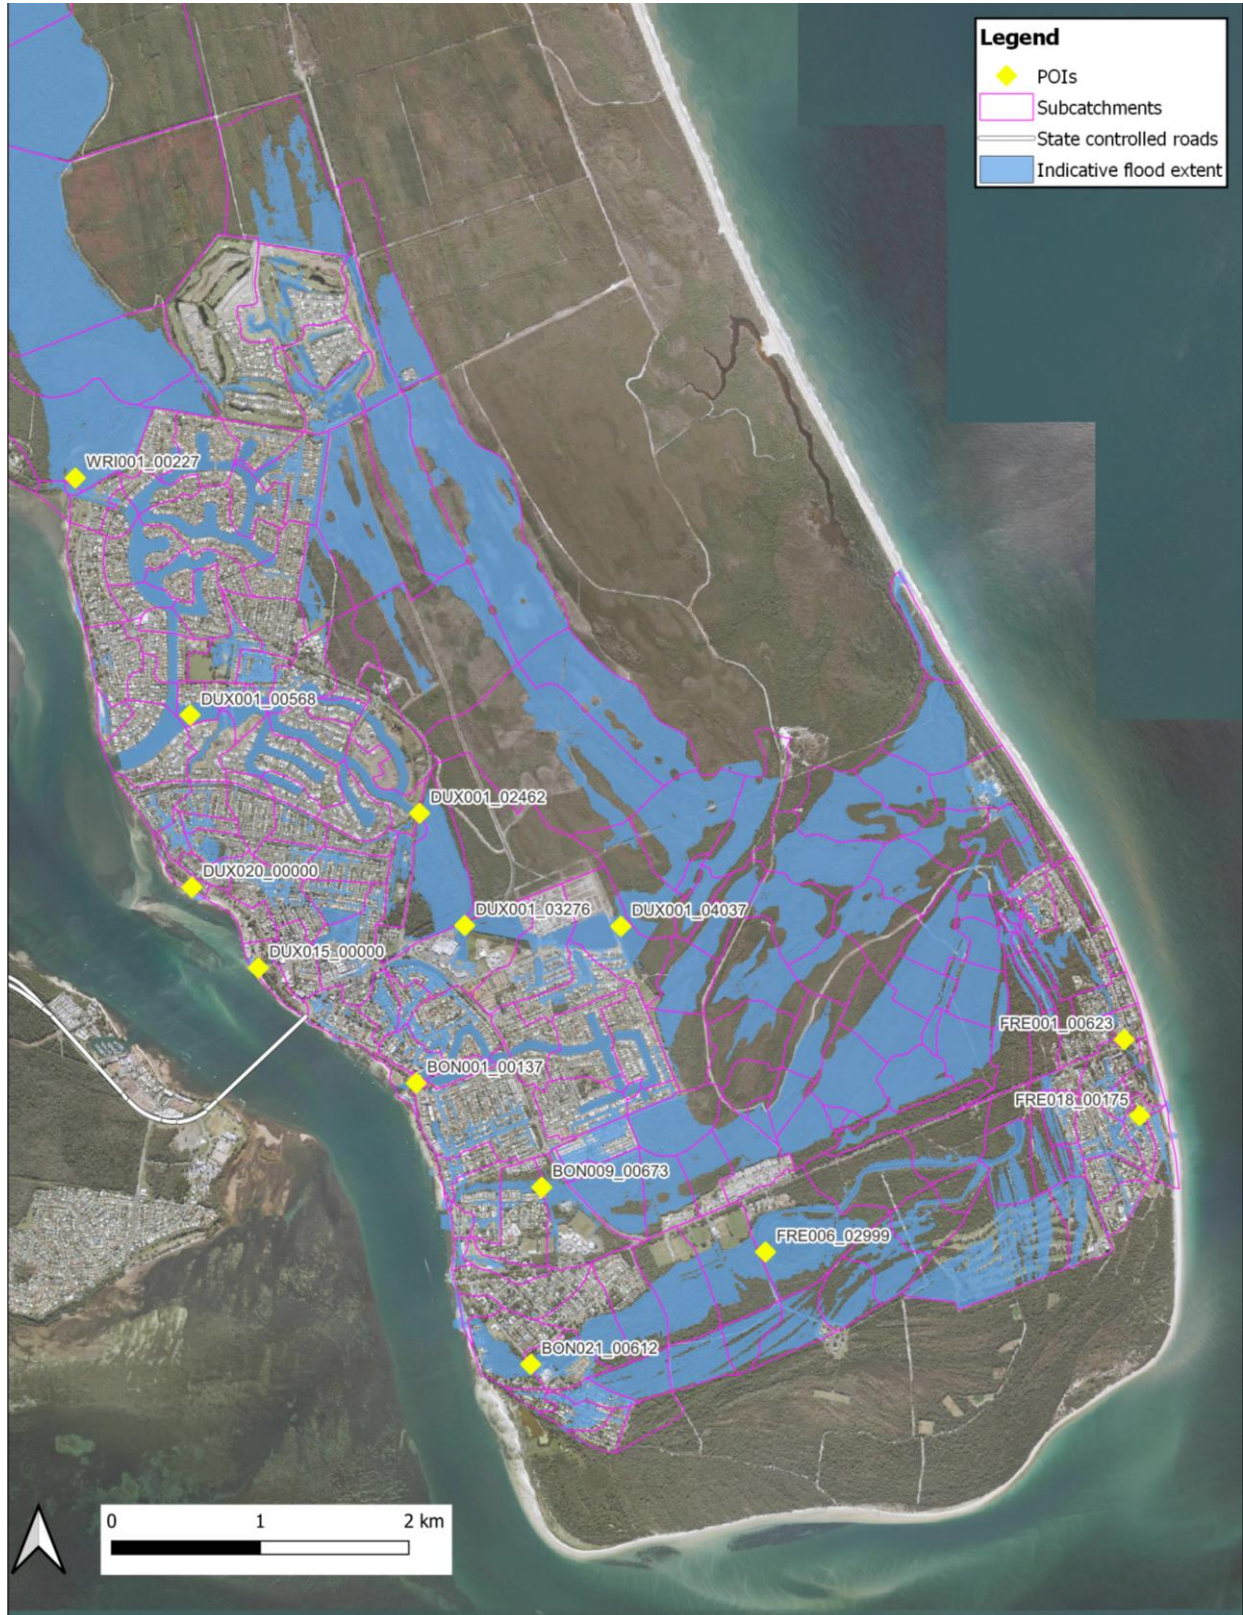 Legend
POIs
Subcatchments
State controlled roads
Indicative flood extent
WRI001_00227
DUX001_00568
DUX001_02462
DUX020_00000
DUX001_03276
DUX001_04037
DUX015_00000
FRE001_00623
BON001_00137
FRE018_00175
BON009_00673
FRE006_02999
BON021_00612
0 1 2 km